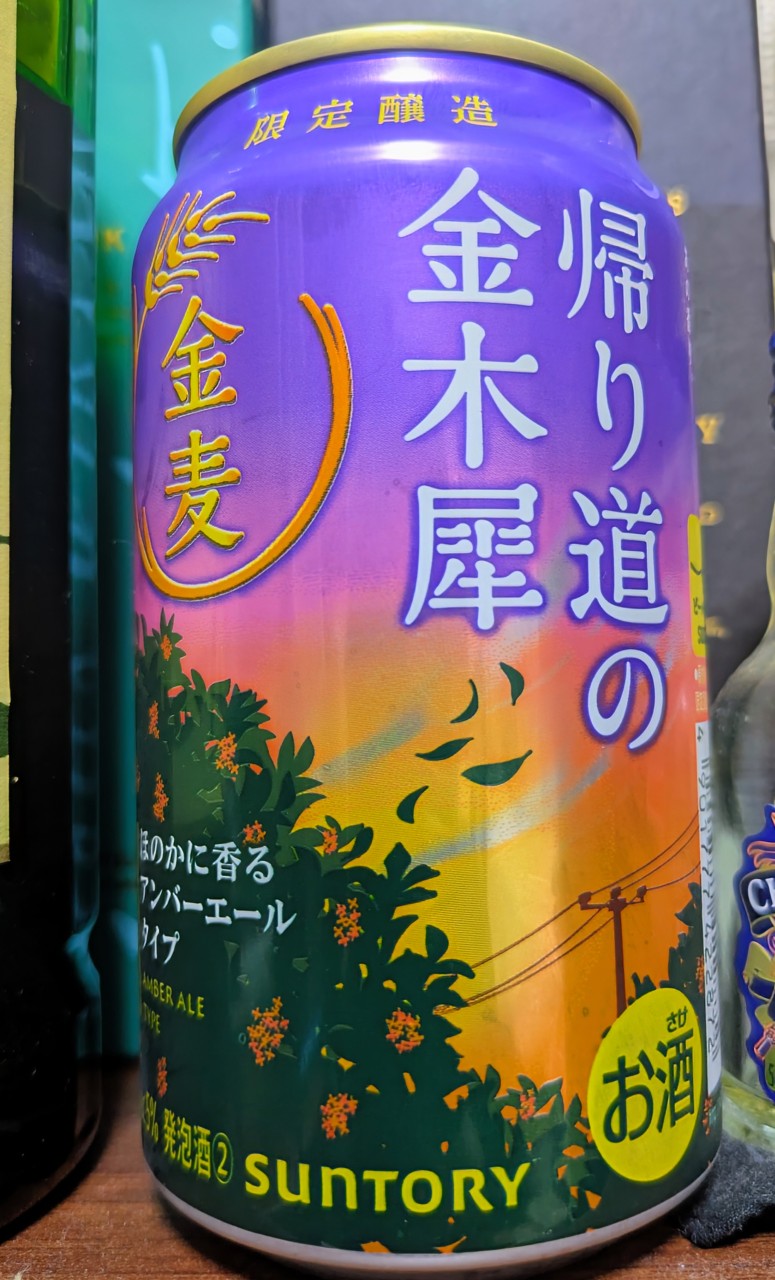 限定醸造
帰り道の
金木犀
金麦
ほのかに香る
アンバーエール
タイプ
AMBER ALE
TYPE
5% 発泡酒②
SUNTORY
さけ
お酒